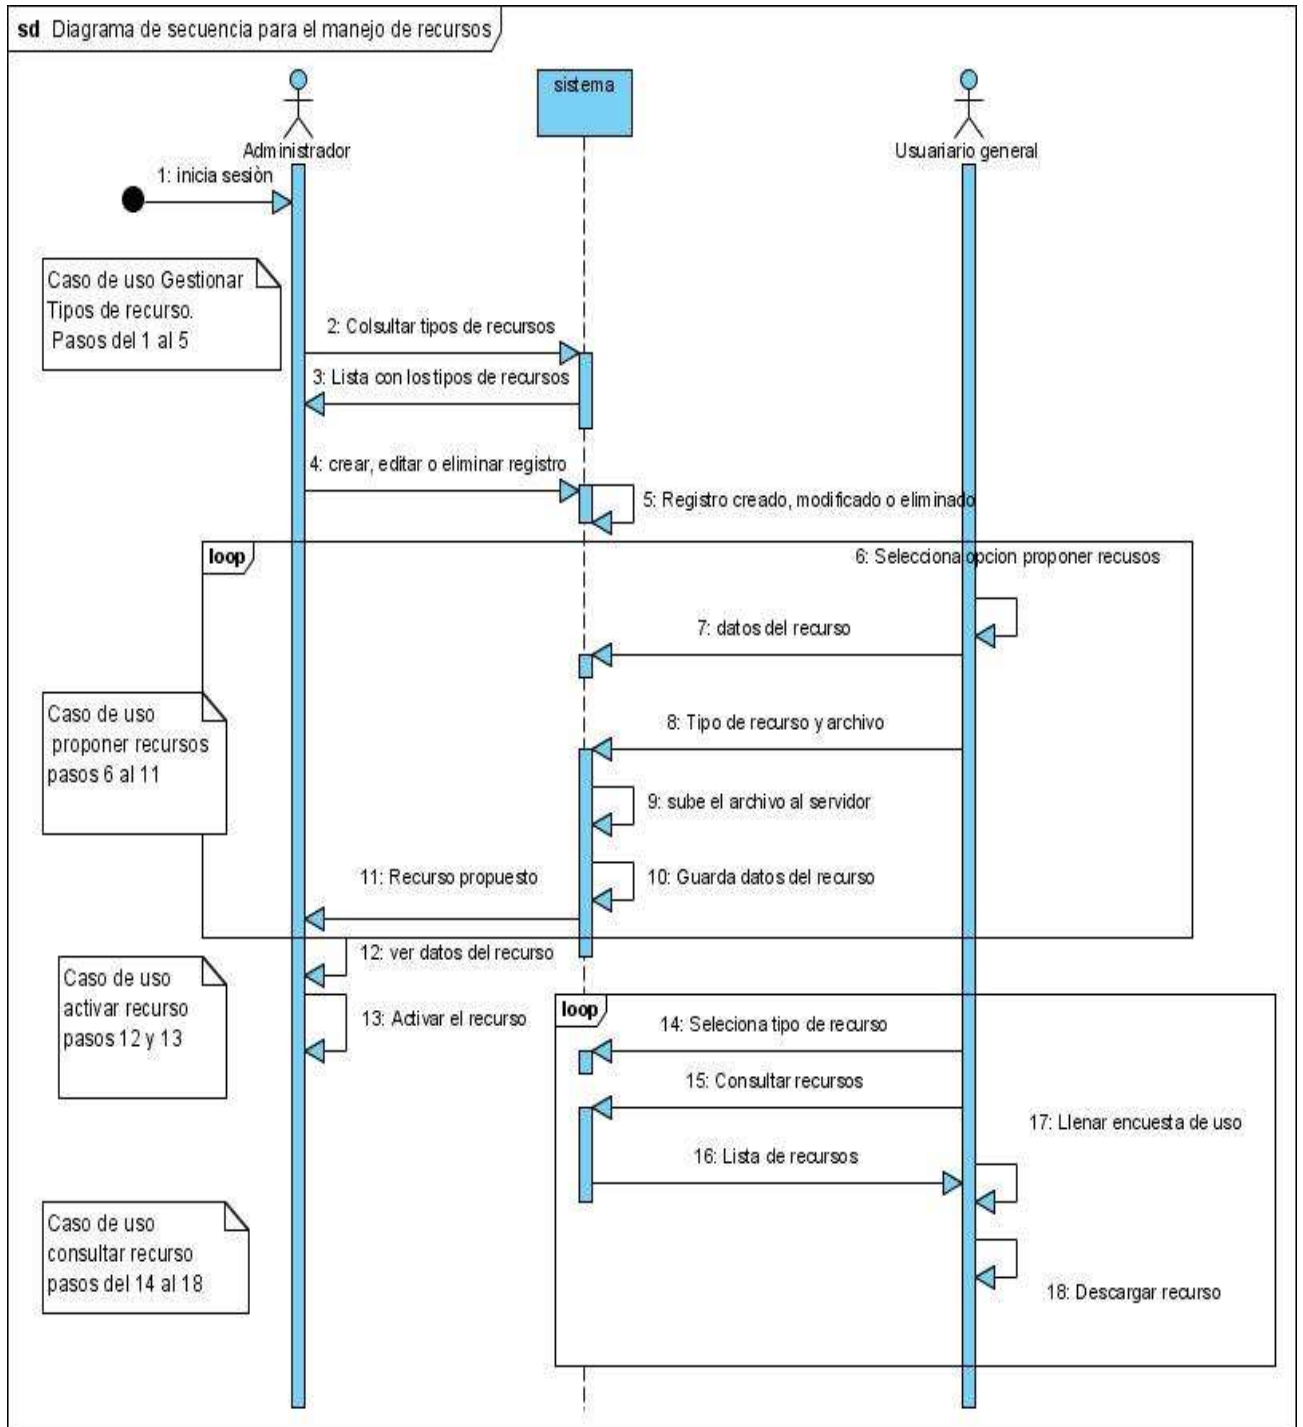 sd Diagrama de secuencia para el manejo de recursos
sistema
Administrador
Usuariario general
1: inicia sesiòn
Caso de uso Gestionar
Tipos de recurso.
Pasos del 1 al 5
2: Colsultar tipos de recursos
3: Lista con los tipos de recursos
4: crear, editar o eliminar registro
5: Registro creado, modificado o eliminado
loop
6: Selecciona opcion proponer recusos
7: datos del recurso
Caso de uso
proponer recursos
pasos 6 al 11
8: Tipo de recurso y archivo
9: sube el archivo al servidor
10: Guarda datos del recurso
11: Recurso propuesto
12: ver datos del recurso
Caso de uso
activar recurso
pasos 12 y 13
13: Activar el recurso
loop
14: Seleciona tipo de recurso
15: Consultar recursos
16: Lista de recursos
17: Llenar encuesta de uso
Caso de uso
consultar recurso
pasos del 14 al 18
18: Descargar recurso